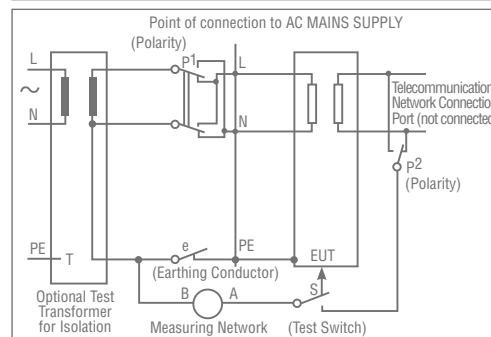 Point of connection to AC MAINS SUPPLY
(Polarity)
P1
L
L
N
N
Telecommunication
Network Connection
Port (not connected
P2
(Polarity)
PE
T
e
PE
(Earthing Conductor)
EUT
B
A
S
Optional Test
Transformer
for Isolation
Measuring Network
(Test Switch)